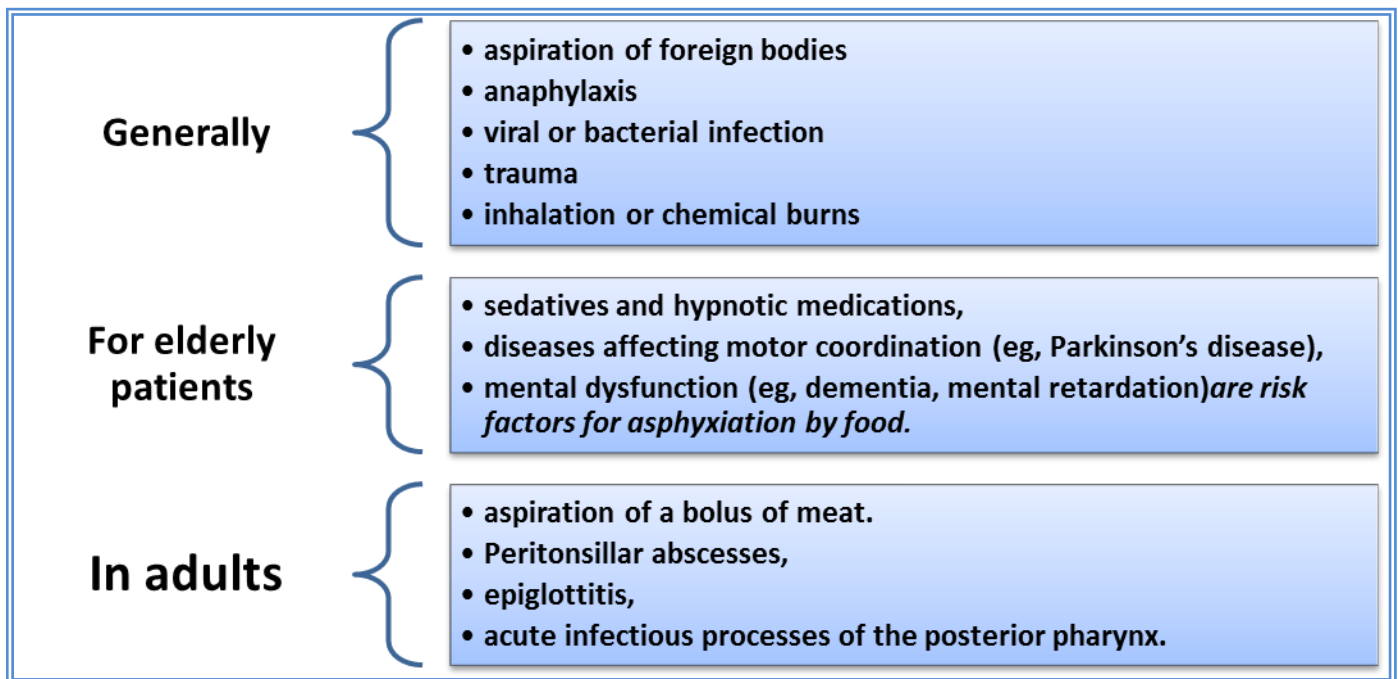 Generally
• aspiration of foreign bodies
• anaphylaxis
• viral or bacterial infection
• trauma
• inhalation or chemical burns
For elderly
patients
• sedatives and hypnotic medications,
• diseases affecting motor coordination (eg, Parkinson’s disease),
• mental dysfunction (eg, dementia, mental retardation)are risk
factors for asphyxiation by food.
In adults
• aspiration of a bolus of meat.
• Peritonsillar abscesses,
• epiglottitis,
• acute infectious processes of the posterior pharynx.